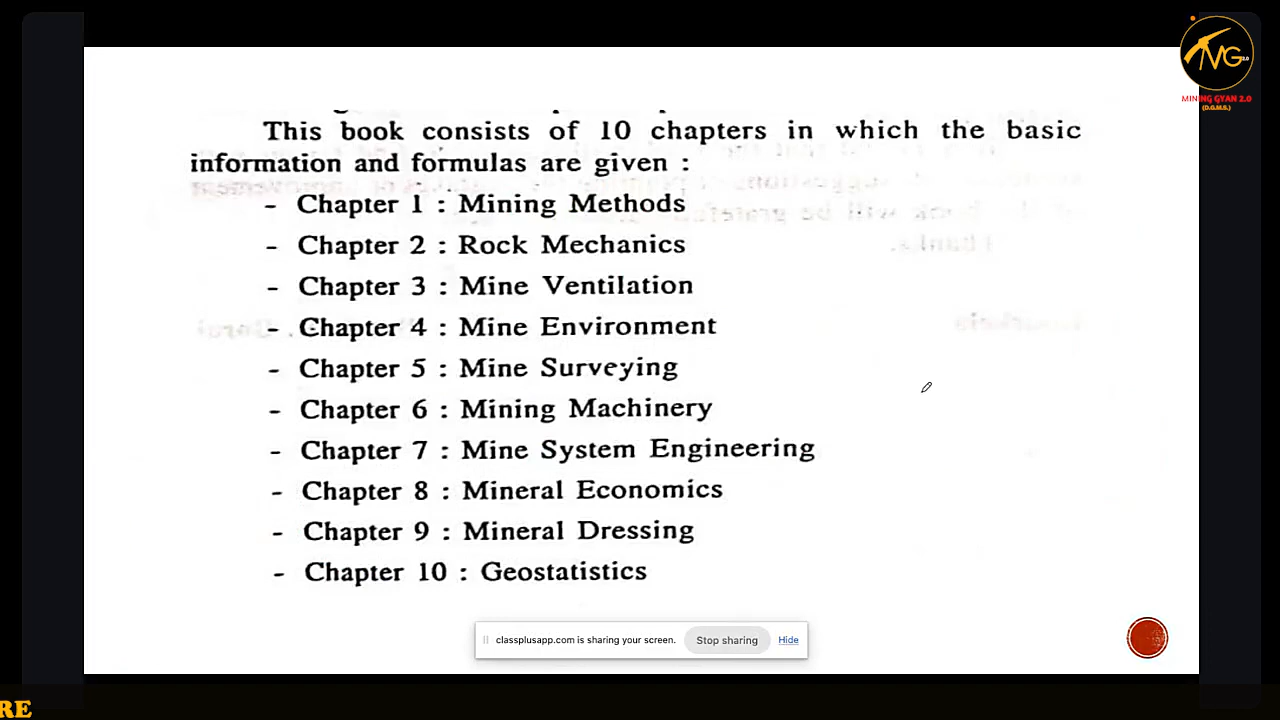 This book consists of 10 chapters in which the basic
information and formulas are given :
- Chapter 1 : Mining Methods
- Chapter 2 : Rock Mechanics
- Chapter 3 : Mine Ventilation
- Chapter 4 : Mine Environment
- Chapter 5 : Mine Surveying
- Chapter 6 : Mining Machinery
- Chapter 7 : Mine System Engineering
- Chapter 8 : Mineral Economics
- Chapter 9 : Mineral Dressing
- Chapter 10 : Geostatistics
classplusapp.com is sharing your screen. Stop sharing Hide
MG 2.0
MINING GYAN 2.0
(D.G.M.S.)
RE